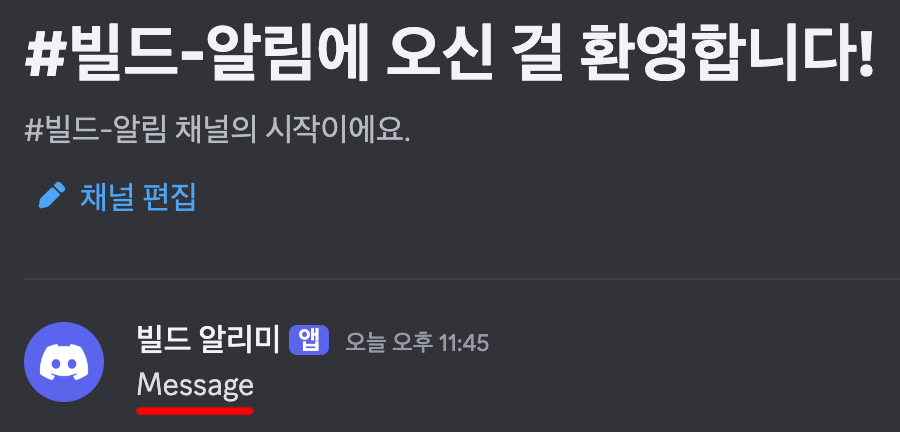 #빌드-알림에 오신 걸 환영합니다!
#빌드-알림 채널의 시작이에요.
채널 편집
빌드 알리미 앱 오늘 오후 11:45
Message